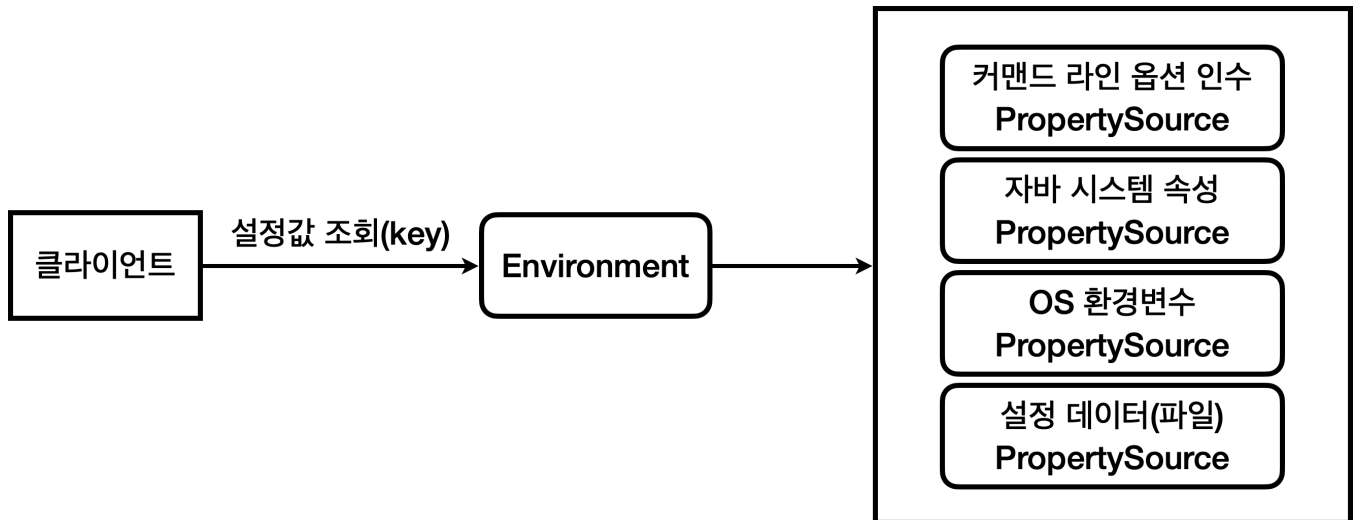 클라이언트
설정값 조회(key)
Environment
커맨드 라인 옵션 인수
PropertySource
자바 시스템 속성
PropertySource
OS 환경변수
PropertySource
설정 데이터(파일)
PropertySource